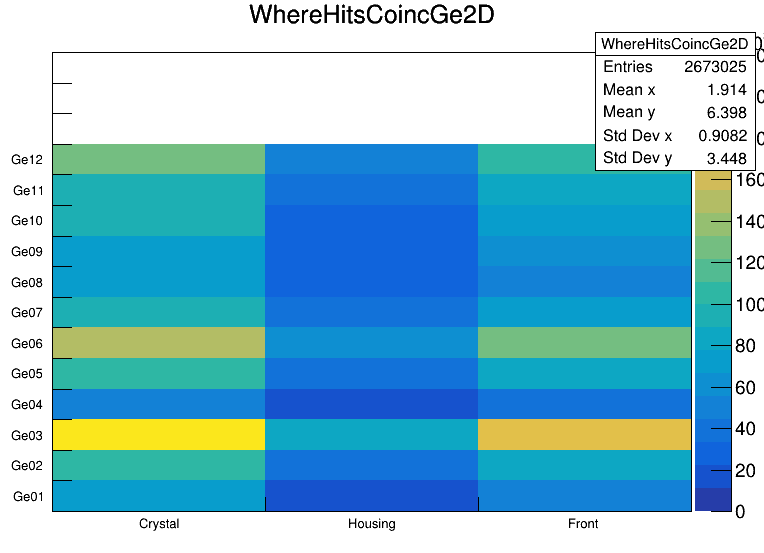 WhereHitsCoincGe2D
WhereHitsCoincGe2D
Entries 2673025
Mean x 1.914
Mean y 6.398
Std Dev x 0.9082
Std Dev y 3.448
Ge12
Ge11
Ge10
Ge09
Ge08
Ge07
Ge06
Ge05
Ge04
Ge03
Ge02
Ge01
Crystal Housing Front
160
140
120
100
80
60
40
20
0